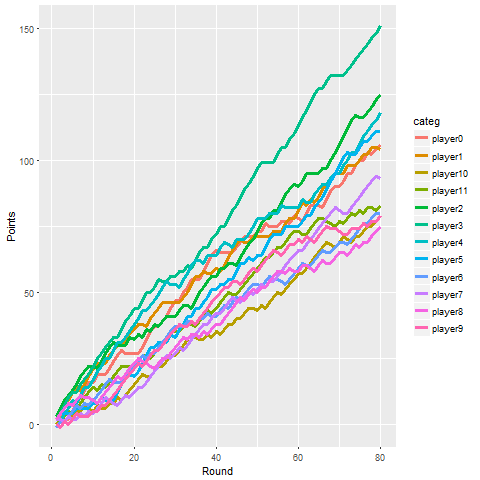 150
100
50
0
Points
0
20
40
60
80
Round
categ
player0
player1
player10
player11
player2
player3
player4
player5
player6
player7
player8
player9